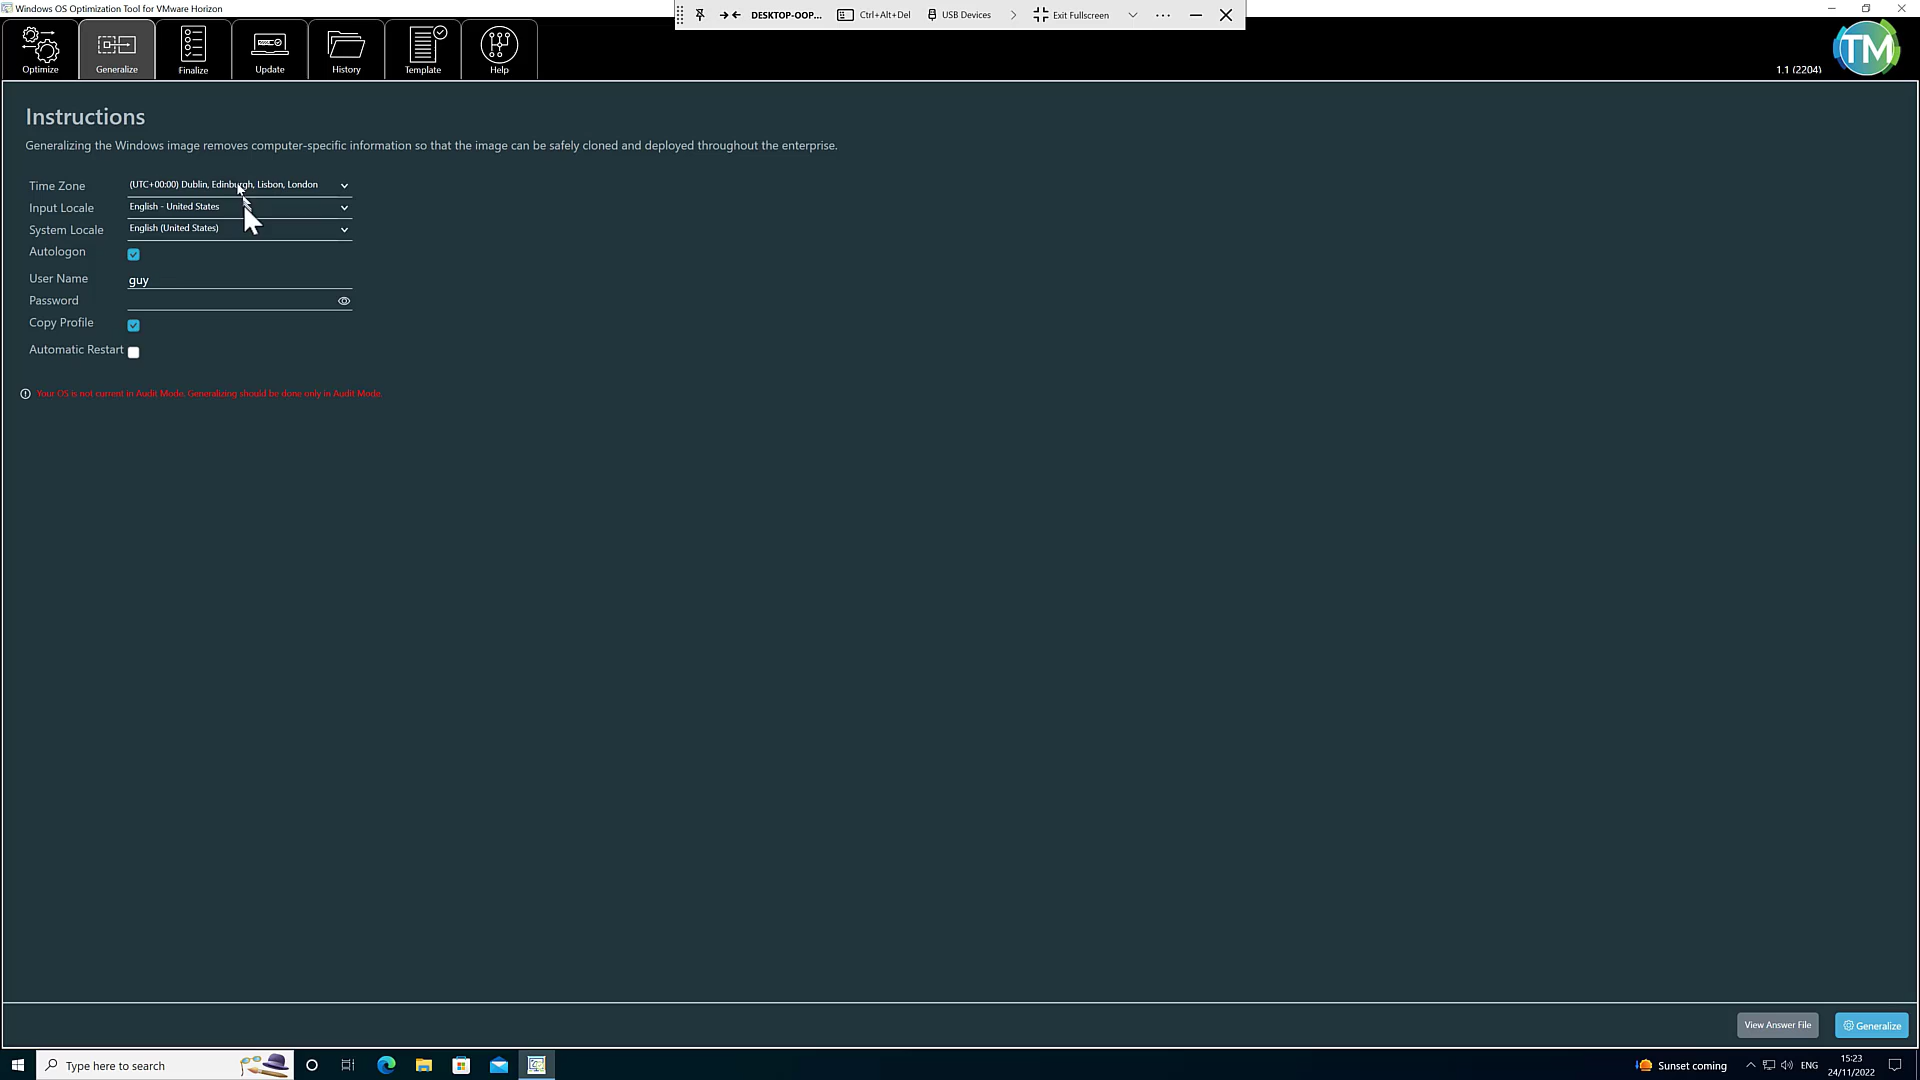 Windows OS Optimization Tool for VMware Horizon
DESKTOP-OOP...
Ctrl+Alt+Del
USB Devices
Exit Fullscreen
Optimize
Generalize
Finalize
Update
History
Template
Help
1.1 (2204)
TM
Instructions
Generalizing the Windows image removes computer-specific information so that the image can be safely cloned and deployed throughout the enterprise.
Time Zone (UTC+00:00) Dublin, Edinburgh, Lisbon, London
Input Locale English - United States
System Locale English (United States)
Autologon
User Name guy
Password
Copy Profile
Automatic Restart
Your OS is not current in Audit Mode. Generalizing should be done only in Audit Mode.
View Answer File
Generalize
Type here to search
Sunset coming
ENG
15:23
24/11/2022